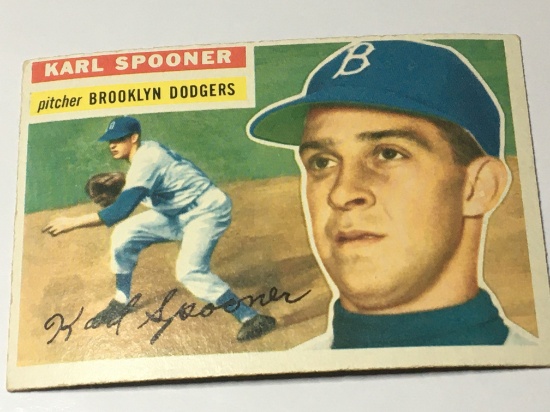 KARL SPOONER
pitcher BROOKLYN DODGERS
B
Karl Spooner